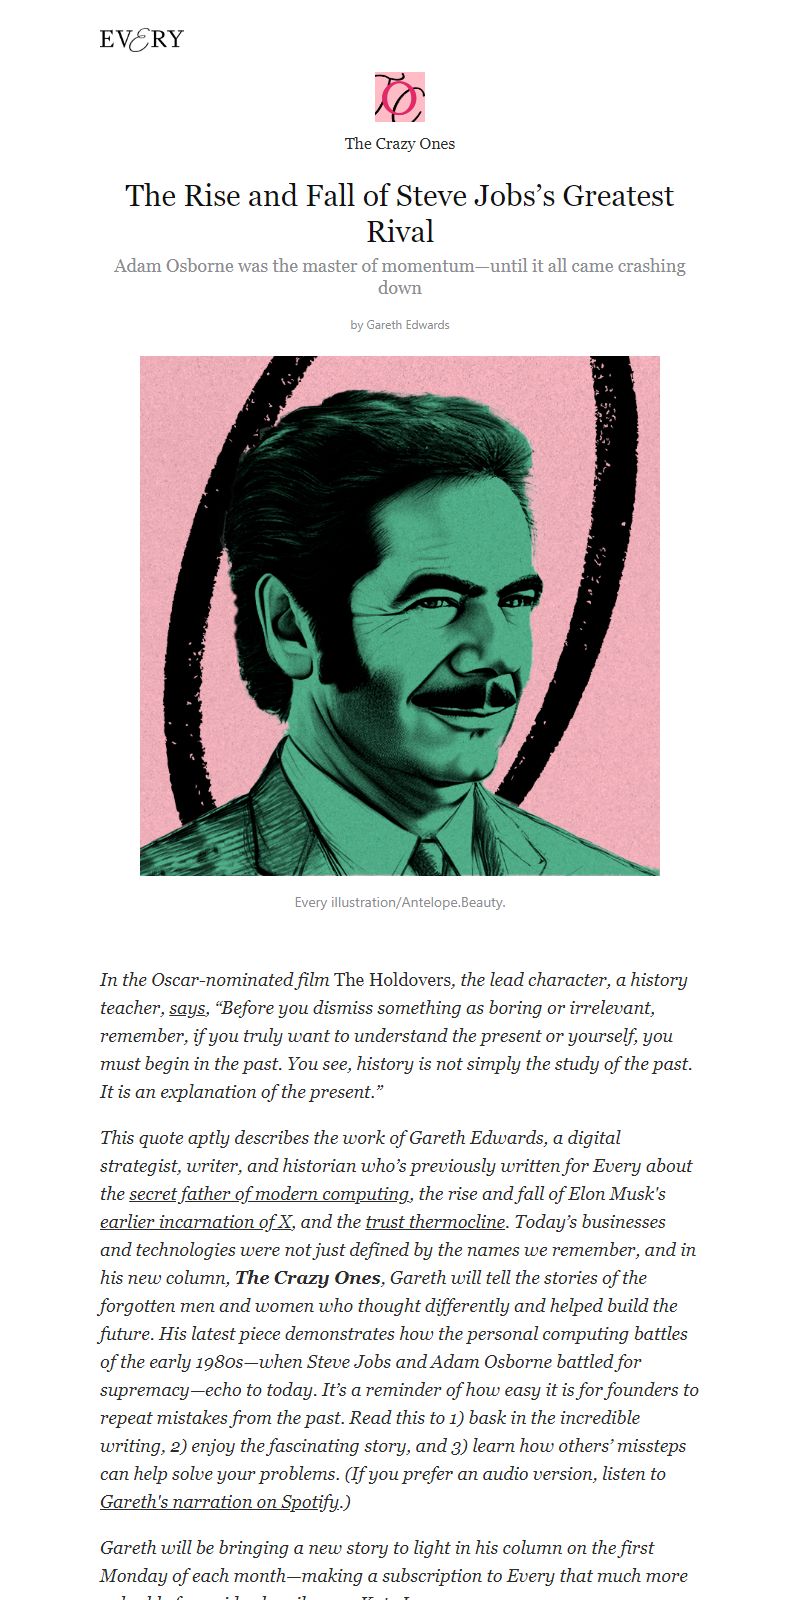 EVERY
The Crazy Ones
The Rise and Fall of Steve Jobs’s Greatest
Rival
Adam Osborne was the master of momentum—until it all came crashing
down
by Gareth Edwards
Every illustration/Antelope.Beauty.
In the Oscar-nominated film The Holdovers, the lead character, a history
teacher, says, “Before you dismiss something as boring or irrelevant,
remember, if you truly want to understand the present or yourself, you
must begin in the past. You see, history is not simply the study of the past.
It is an explanation of the present.”
This quote aptly describes the work of Gareth Edwards, a digital
strategist, writer, and historian who’s previously written for Every about
the secret father of modern computing, the rise and fall of Elon Musk's
earlier incarnation of X, and the trust thermocline. Today’s businesses
and technologies were not just defined by the names we remember, and in
his new column, The Crazy Ones, Gareth will tell the stories of the
forgotten men and women who thought differently and helped build the
future. His latest piece demonstrates how the personal computing battles
of the early 1980s—when Steve Jobs and Adam Osborne battled for
supremacy—echo to today. It’s a reminder of how easy it is for founders to
repeat mistakes from the past. Read this to 1) bask in the incredible
writing, 2) enjoy the fascinating story, and 3) learn how others’ missteps
can help solve your problems. (If you prefer an audio version, listen to
Gareth's narration on Spotify.)
Gareth will be bringing a new story to light in his column on the first
Monday of each month—making a subscription to Every that much more